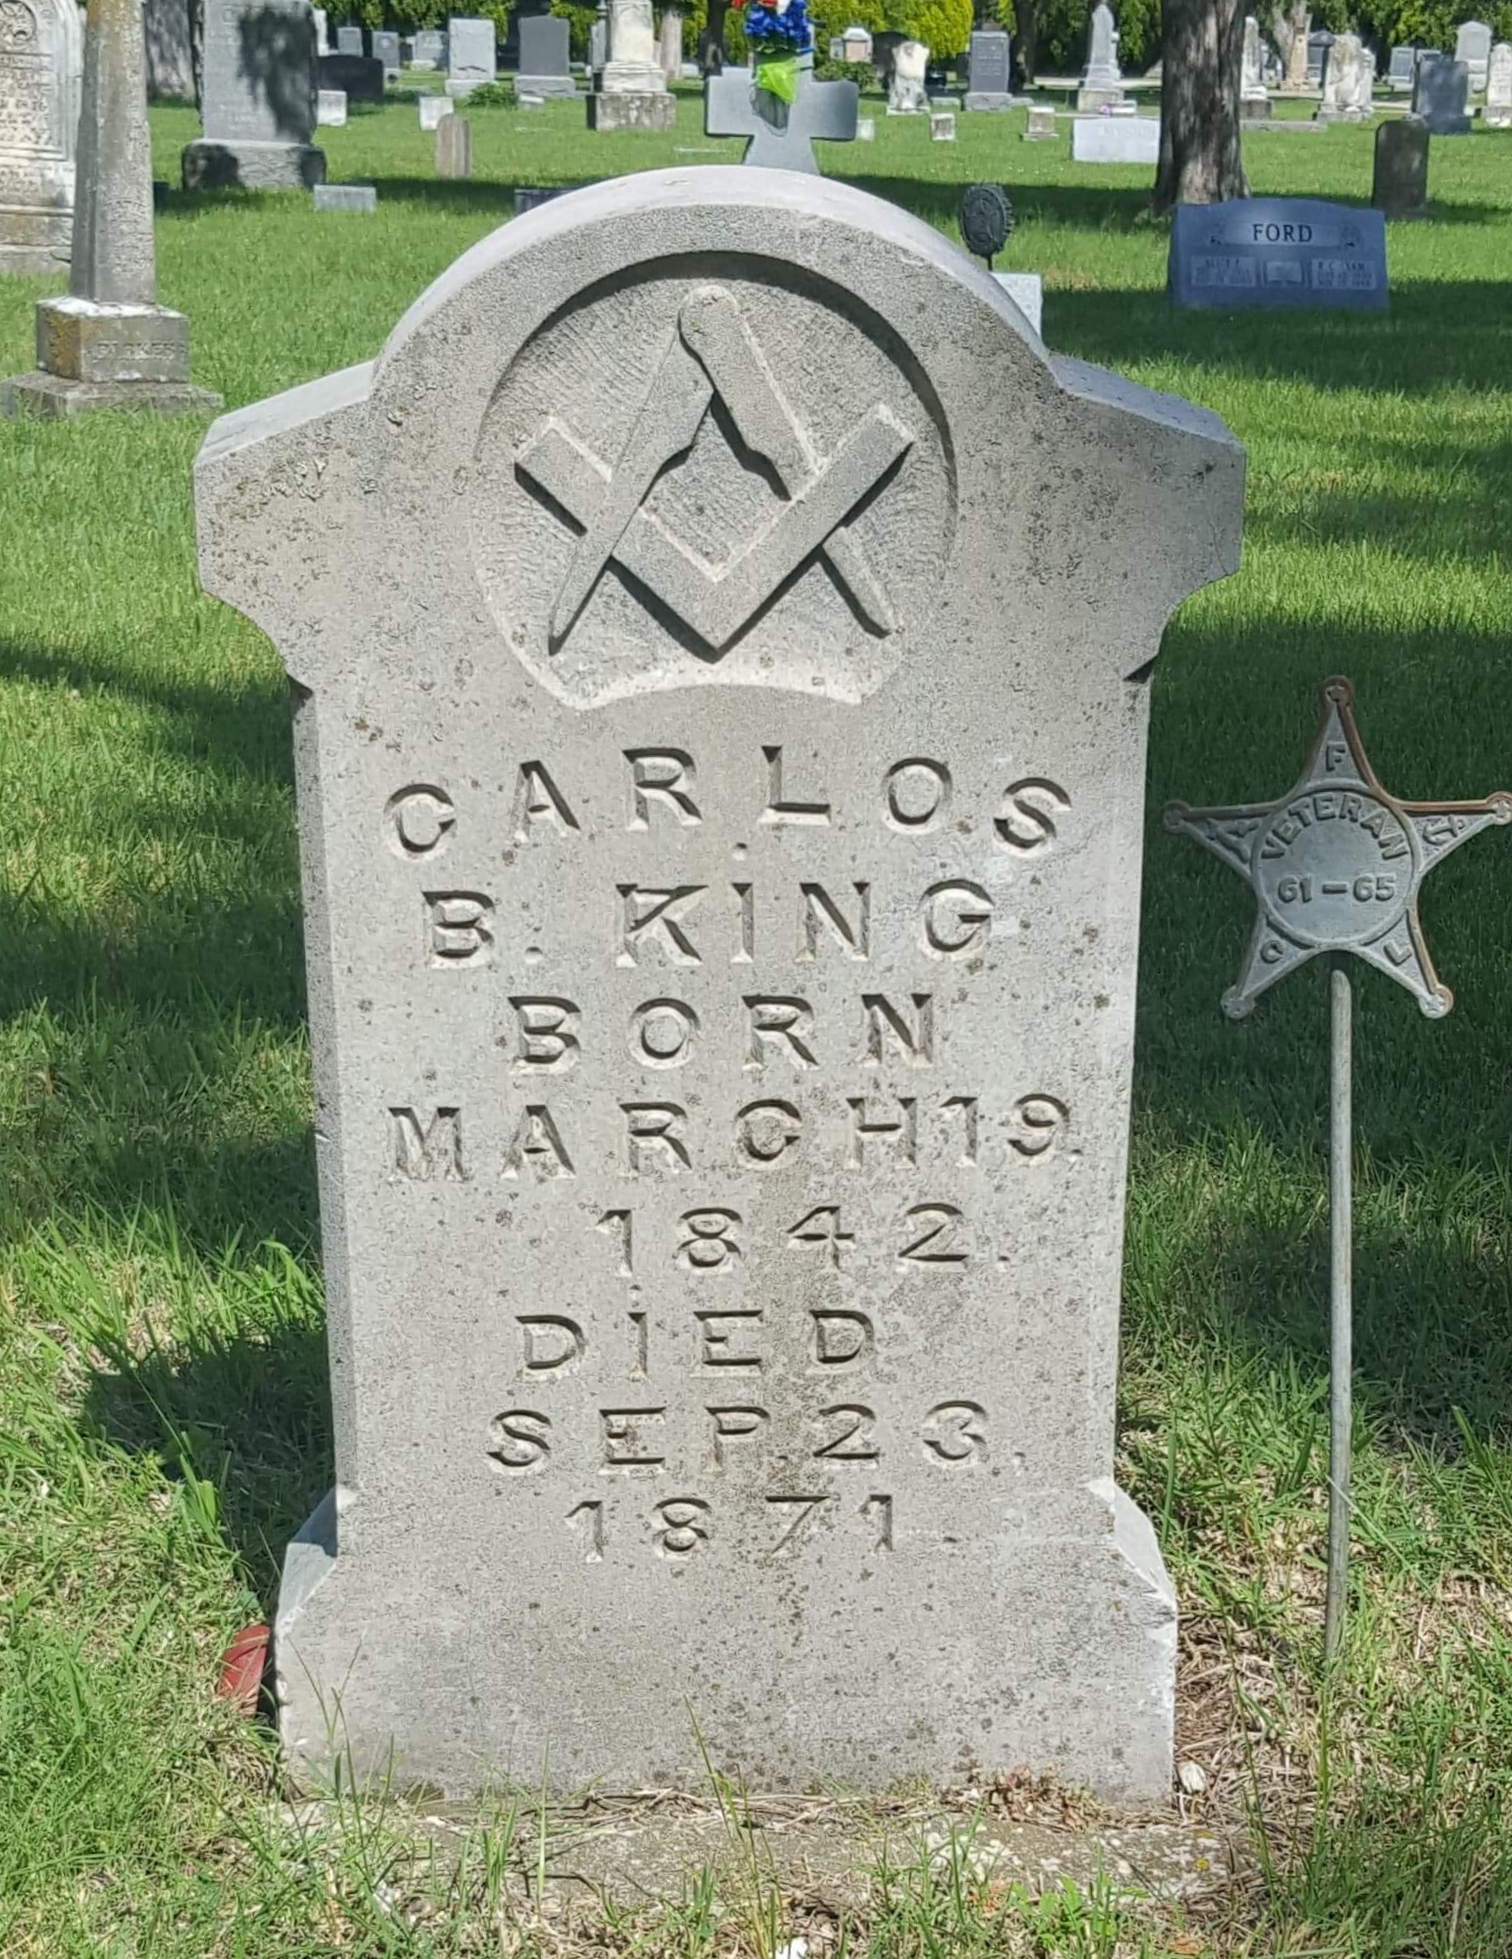 CARLOS
B. KING
BORN
MARCH 19.
1842.
DIED
SEP. 23.
1871
F
VETERAN
61-65
C
L
FORD